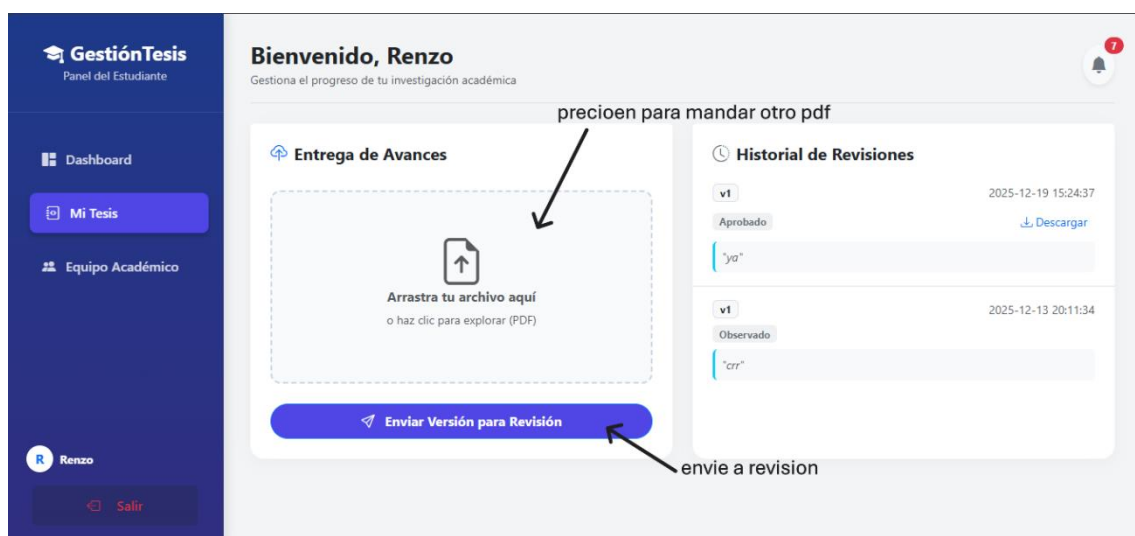 GestiónTesis
Panel del Estudiante
Dashboard
Mi Tesis
Equipo Académico
R Renzo
Salir
Bienvenido, Renzo
Gestiona el progreso de tu investigación académica
7
precioen para mandar otro pdf
Entrega de Avances
Arrastra tu archivo aquí
o haz clic para explorar (PDF)
Enviar Versión para Revisión
envie a revision
Historial de Revisiones
v1 2025-12-19 15:24:37
Aprobado Descargar
"ya"
v1 2025-12-13 20:11:34
Observado
"crr"